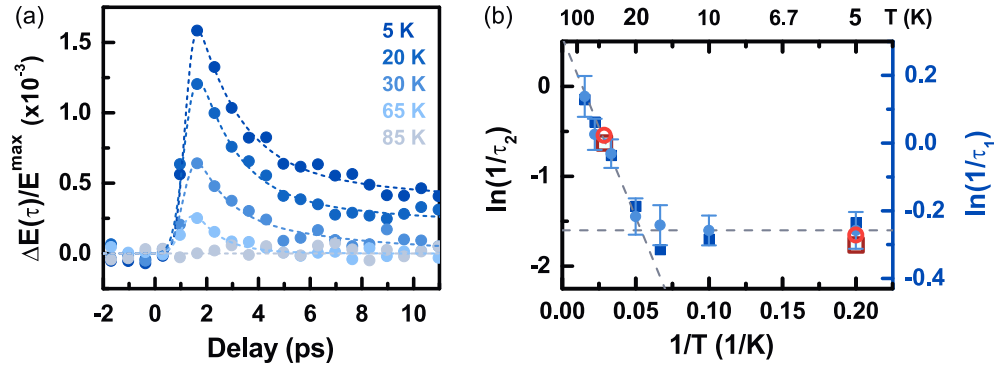 (a)
1.5
1.0
0.5
0.0
ΔE(τ)/E^max (x10^-3)
5 K
20 K
30 K
65 K
85 K
-2 0 2 4 6 8 10
Delay (ps)
(b)
100 20 10 6.7 5 T (K)
0
-1
-2
ln(1/τ₂)
0.2
0.0
-0.2
-0.4
ln(1/τ₁)
0.00 0.05 0.10 0.15 0.20
1/T (1/K)